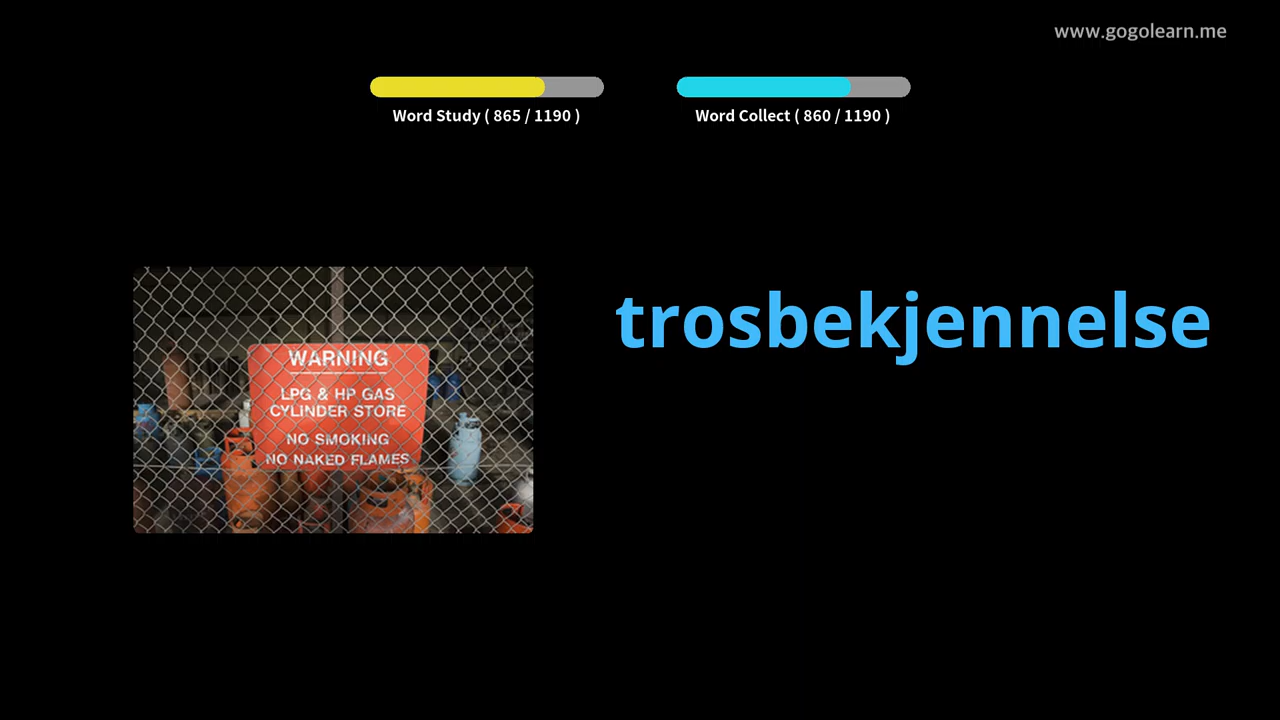 www.gogolearn.me
Word Study ( 865 / 1190 )
Word Collect ( 860 / 1190 )
trosbekjennelse
WARNING
LPG & HP GAS
CYLINDER STORE
NO SMOKING
NO NAKED FLAMES